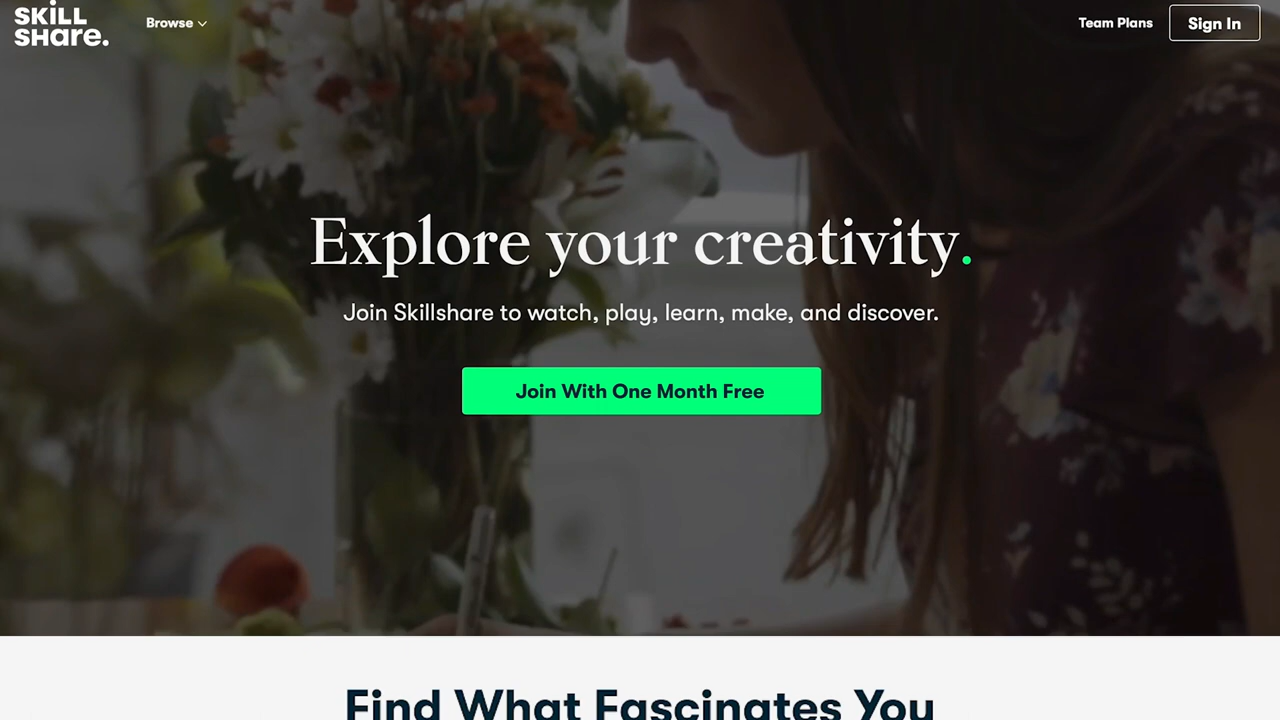 SKiLL
SHare.
Browse
Team Plans
Sign In
Explore your creativity.
Join Skillshare to watch, play, learn, make, and discover.
Join With One Month Free
Find What Fascinates You